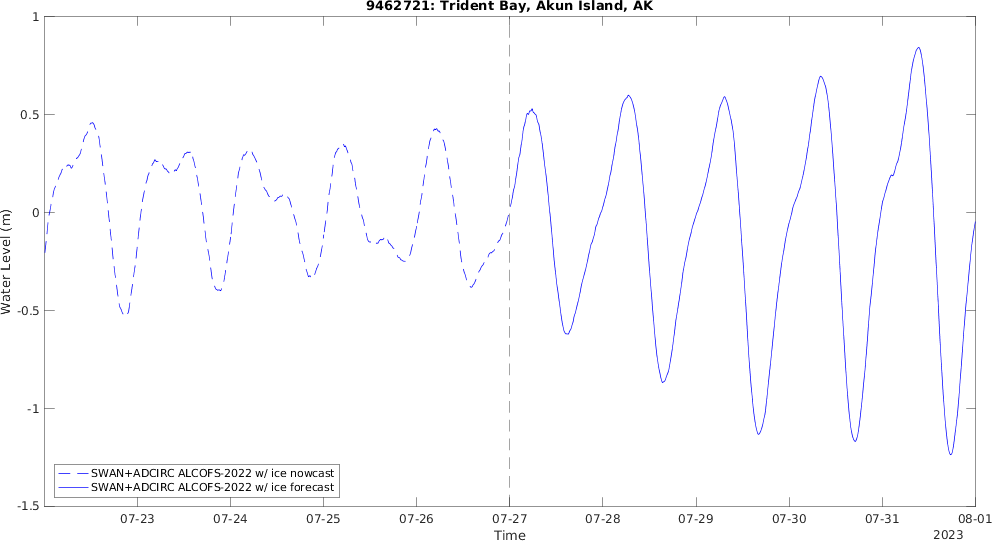 9462721: Trident Bay, Akun Island, AK
1
0.5
0
-0.5
-1
-1.5
Water Level (m)
SWAN+ADCIRC ALCOFS-2022 w/ ice nowcast
SWAN+ADCIRC ALCOFS-2022 w/ ice forecast
07-23 07-24 07-25 07-26 07-27 07-28 07-29 07-30 07-31 08-01
Time
2023